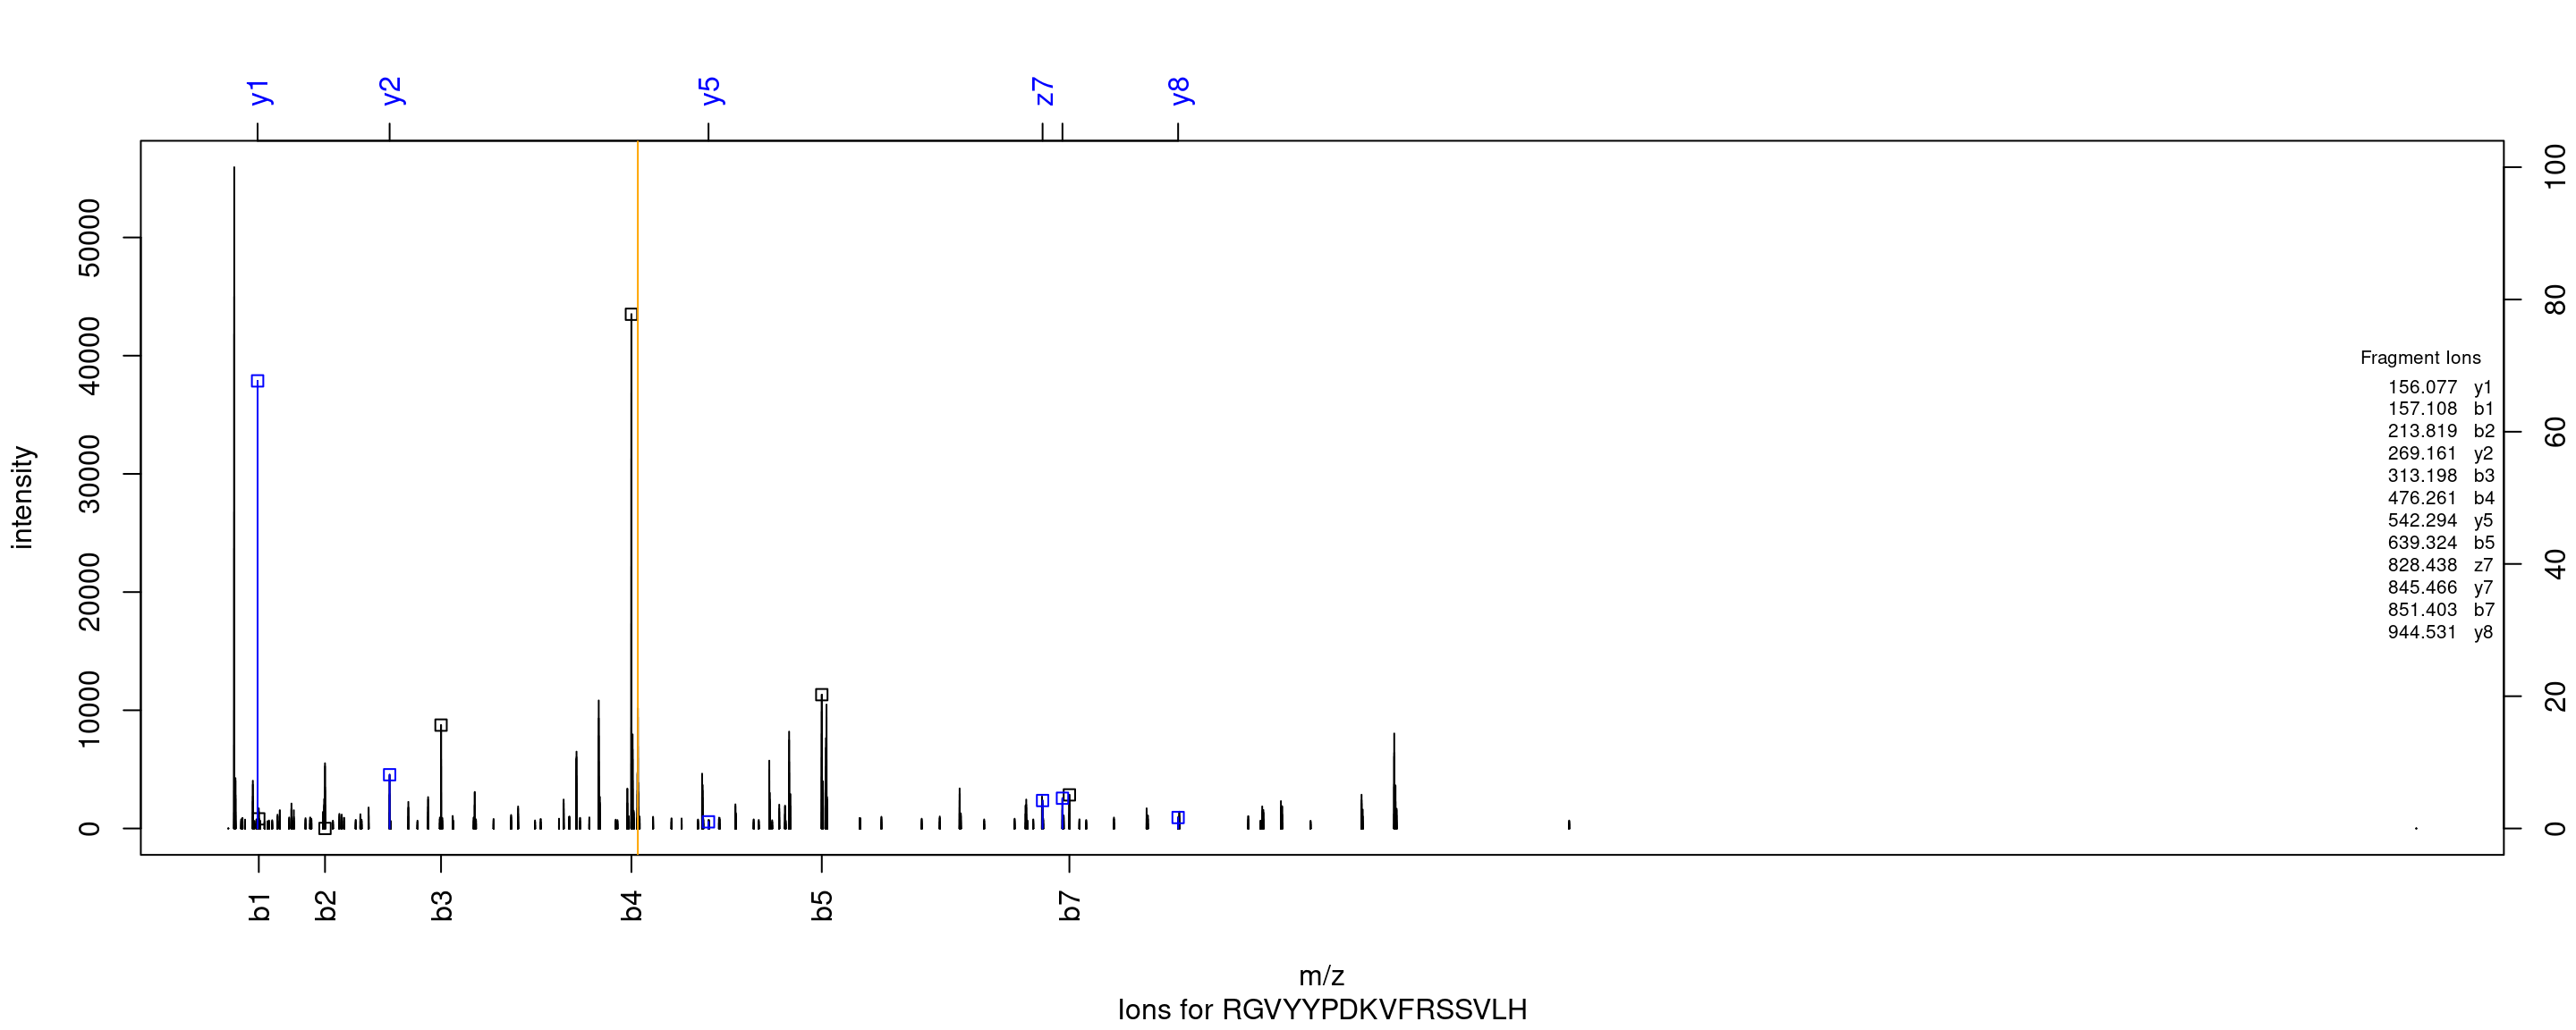 y1 y2 y5 z7 y8
intensity
0 10000 20000 30000 40000 50000
0 20 40 60 80 100
Fragment Ions
156.077 y1
157.108 b1
213.819 b2
269.161 y2
313.198 b3
476.261 b4
542.294 y5
639.324 b5
828.438 z7
845.466 y7
851.403 b7
944.531 y8
b1 b2 b3 b4 b5 b7
m/z
Ions for RGVYYPDKVFRSSVLH